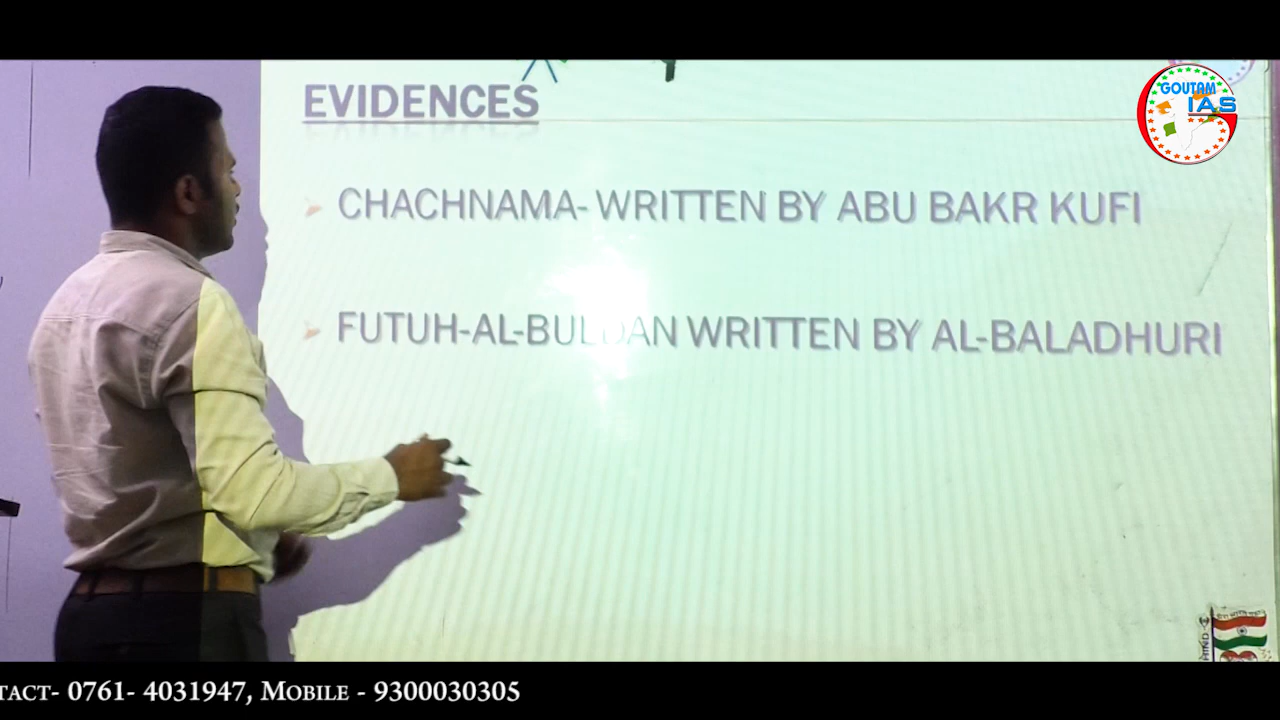 EVIDENCES
GOUTAM
IAS
CHACHNAMA- WRITTEN BY ABU BAKR KUFI
FUTUH-AL-BULDAN WRITTEN BY AL-BALADHURI
TACT- 0761- 4031947, MOBILE - 9300030305